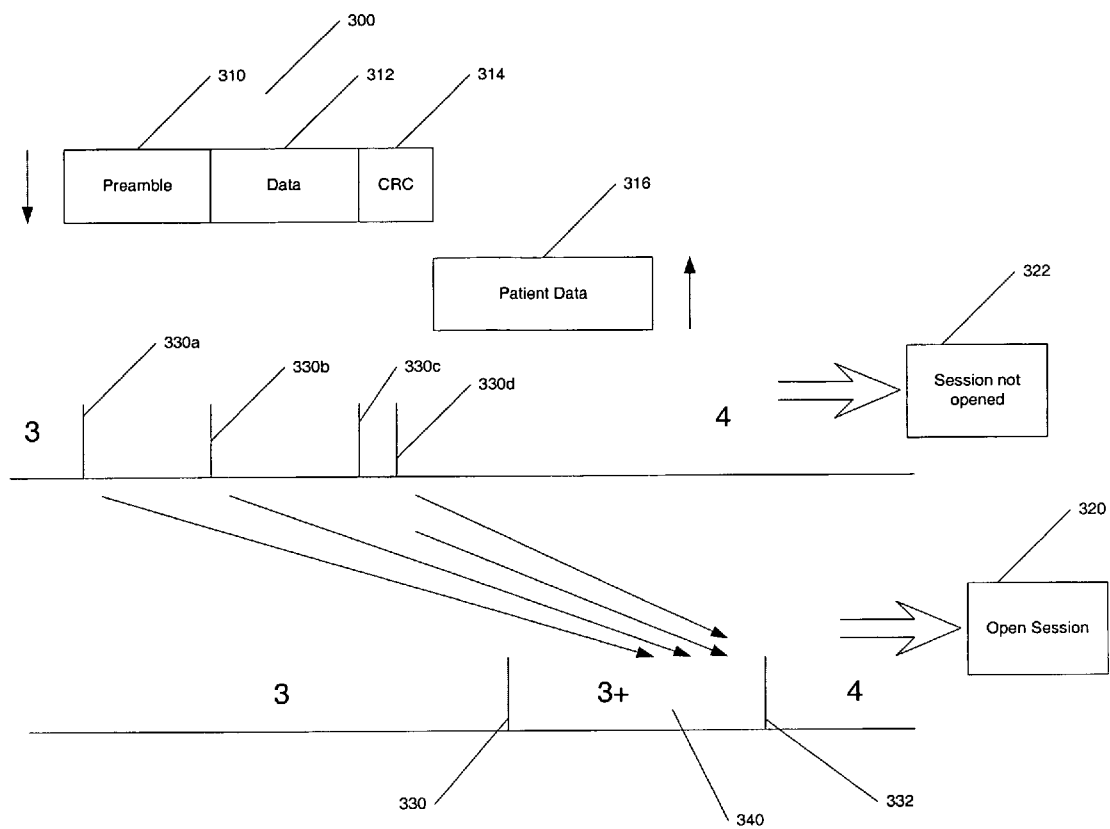 300
310
312
314
Preamble
Data
CRC
316
Patient Data
322
Session not
opened
330a
330b
330c
330d
3
4
320
Open Session
3
3+
4
330
340
332